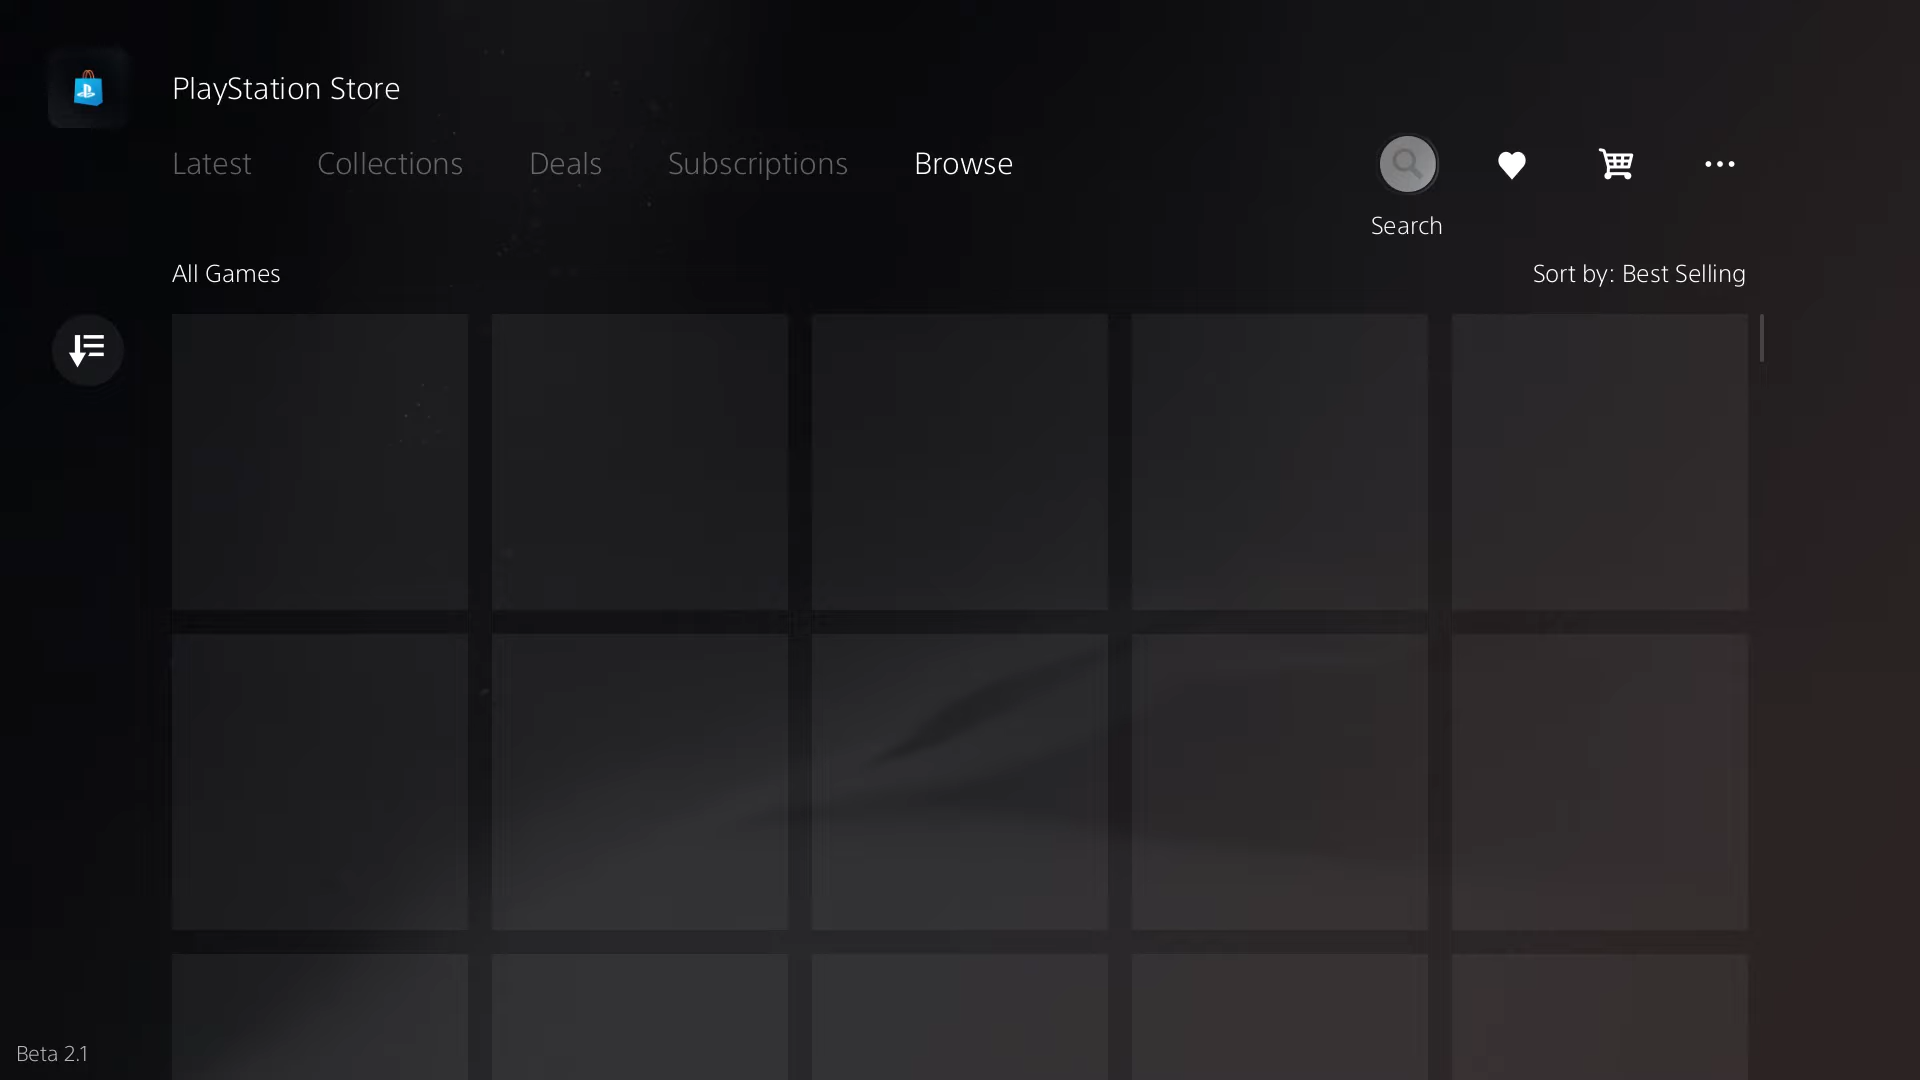 PlayStation Store
Latest Collections Deals Subscriptions Browse
Search
All Games Sort by: Best Selling
Beta 2.1